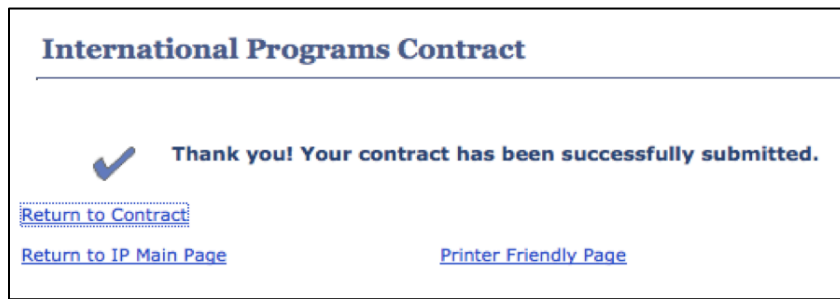 International Programs Contract
Thank you! Your contract has been successfully submitted.
Return to Contract
Return to IP Main Page Printer Friendly Page